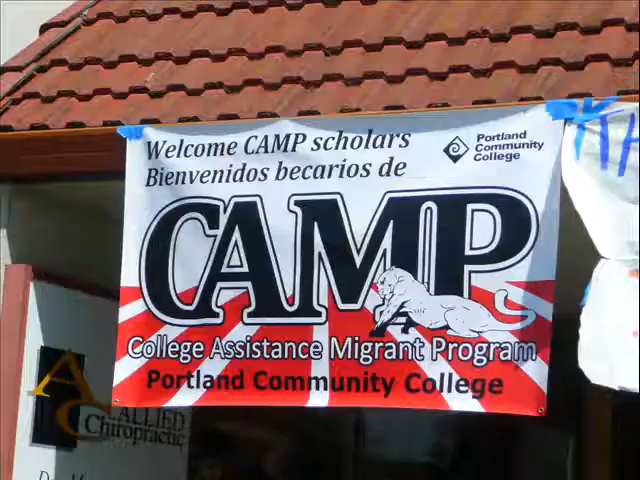 Welcome CAMP scholars
Bienvenidos becarios de
Portland
Community
College
CAMP
College Assistance Migrant Program
Portland Community College
AC
ALLIED
Chiropractic